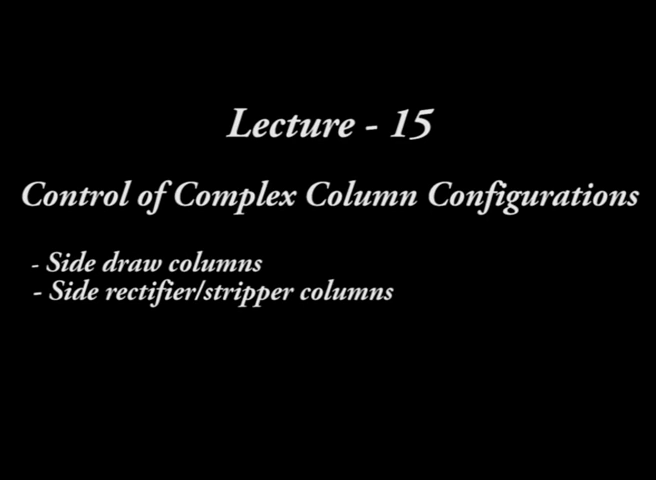 Lecture - 15
Control of Complex Column Configurations
- Side draw columns
- Side rectifier/stripper columns